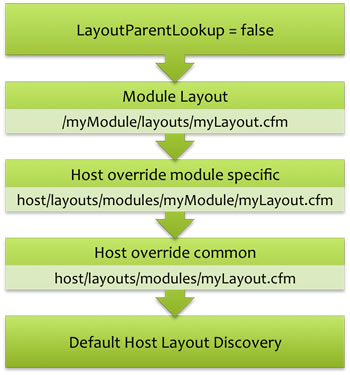 LayoutParentLookup = false
Module Layout
/myModule/layouts/myLayout.cfm
Host override module specific
host/layouts/modules/myModule/myLayout.cfm
Host override common
host/layouts/modules/myLayout.cfm
Default Host Layout Discovery